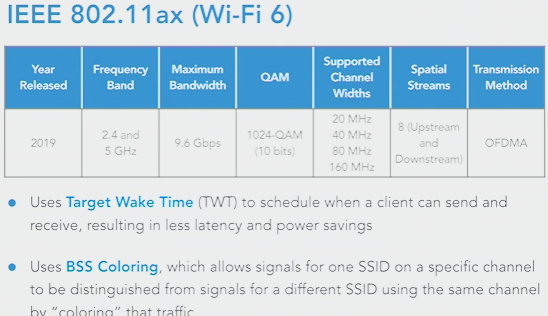 IEEE 802.11ax (Wi-Fi 6)
Year Released
Frequency Band
Maximum Bandwidth
QAM
Supported Channel Widths
Spatial Streams
Transmission Method
2019
2.4 and 5 GHz
9.6 Gbps
1024-QAM (10 bits)
20 MHz
40 MHz
80 MHz
160 MHz
8 (Upstream and Downstream)
OFDMA
• Uses Target Wake Time (TWT) to schedule when a client can send and
receive, resulting in less latency and power savings
• Uses BSS Coloring, which allows signals for one SSID on a specific channel
to be distinguished from signals for a different SSID using the same channel
by "coloring" that traffic